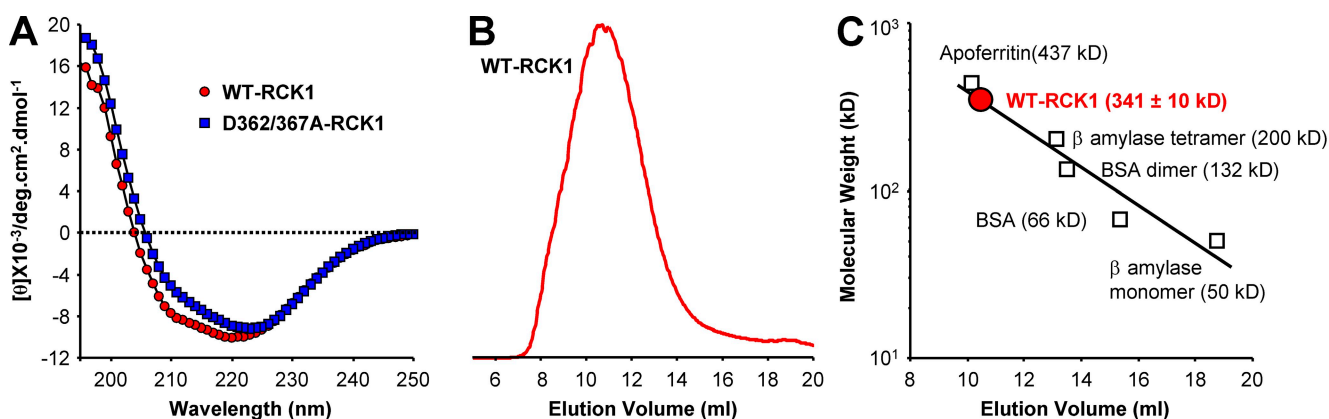 A
20
16
12
8
4
0
-4
-8
-12
[θ]X10⁻³/deg.cm².dmol⁻¹
WT-RCK1
D362/367A-RCK1
200 210 220 230 240 250
Wavelength (nm)
B
WT-RCK1
6 8 10 12 14 16 18 20
Elution Volume (ml)
C
10³
10²
10¹
Molecular Weight (kD)
Apoferritin(437 kD)
WT-RCK1 (341 ± 10 kD)
β amylase tetramer (200 kD)
BSA dimer (132 kD)
BSA (66 kD)
β amylase
monomer (50 kD)
8 10 12 14 16 18 20
Elution Volume (ml)